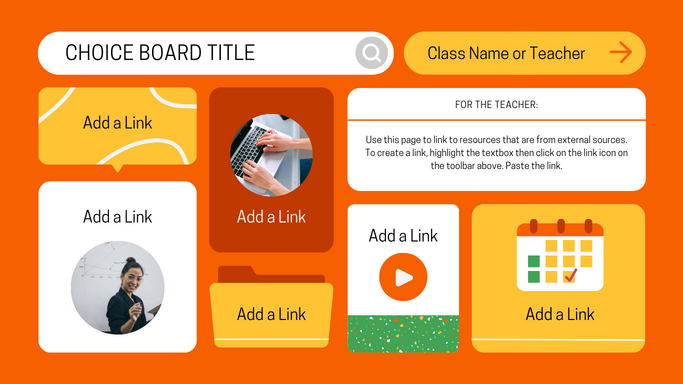 CHOICE BOARD TITLE
Class Name or Teacher
Add a Link
Add a Link
Add a Link
Add a Link
FOR THE TEACHER:
Use this page to link to resources that are from external sources.
To create a link, highlight the textbox then click on the link icon on
the toolbar above. Paste the link.
Add a Link
Add a Link